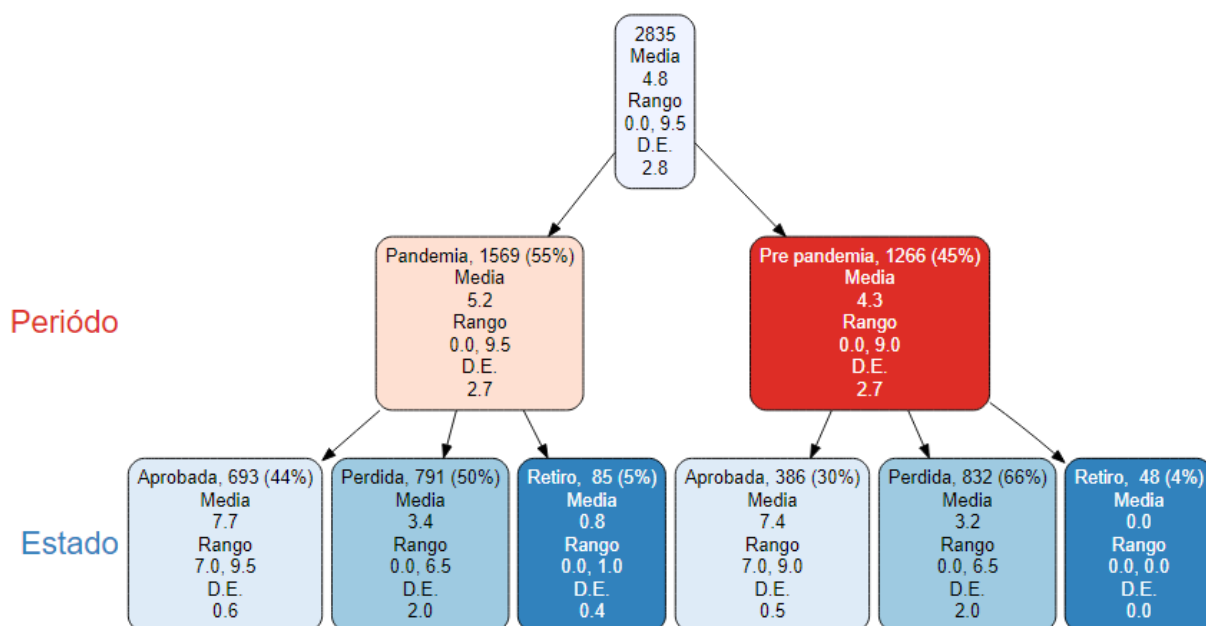 2835
Media
4.8
Rango
0.0, 9.5
D.E.
2.8
Periódo
Pandemia, 1569 (55%)
Media
5.2
Rango
0.0, 9.5
D.E.
2.7
Pre pandemia, 1266 (45%)
Media
4.3
Rango
0.0, 9.0
D.E.
2.7
Estado
Aprobada, 693 (44%)
Media
7.7
Rango
7.0, 9.5
D.E.
0.6
Perdida, 791 (50%)
Media
3.4
Rango
0.0, 6.5
D.E.
2.0
Retiro, 85 (5%)
Media
0.8
Rango
0.0, 1.0
D.E.
0.4
Aprobada, 386 (30%)
Media
7.4
Rango
7.0, 9.0
D.E.
0.5
Perdida, 832 (66%)
Media
3.2
Rango
0.0, 6.5
D.E.
2.0
Retiro, 48 (4%)
Media
0.0
Rango
0.0, 0.0
D.E.
0.0